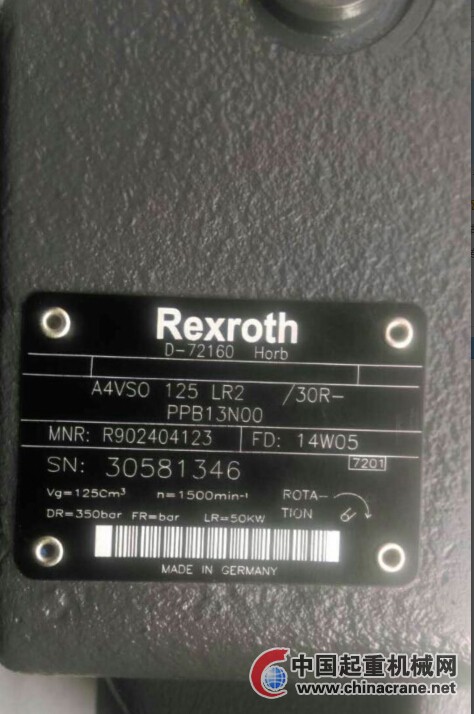 Rexroth
D-72160 Horb
A4VSO 125 LR2 /30R-
PPB13N00
MNR: R902404123 FD: 14W05
SN: 30581346 7201
Vg=125Cm³ n=1500min-¹ ROTA-
DR=350bar FR=bar LR=50KW TION
MADE IN GERMANY
中国起重机械网
www.chinacrane.net